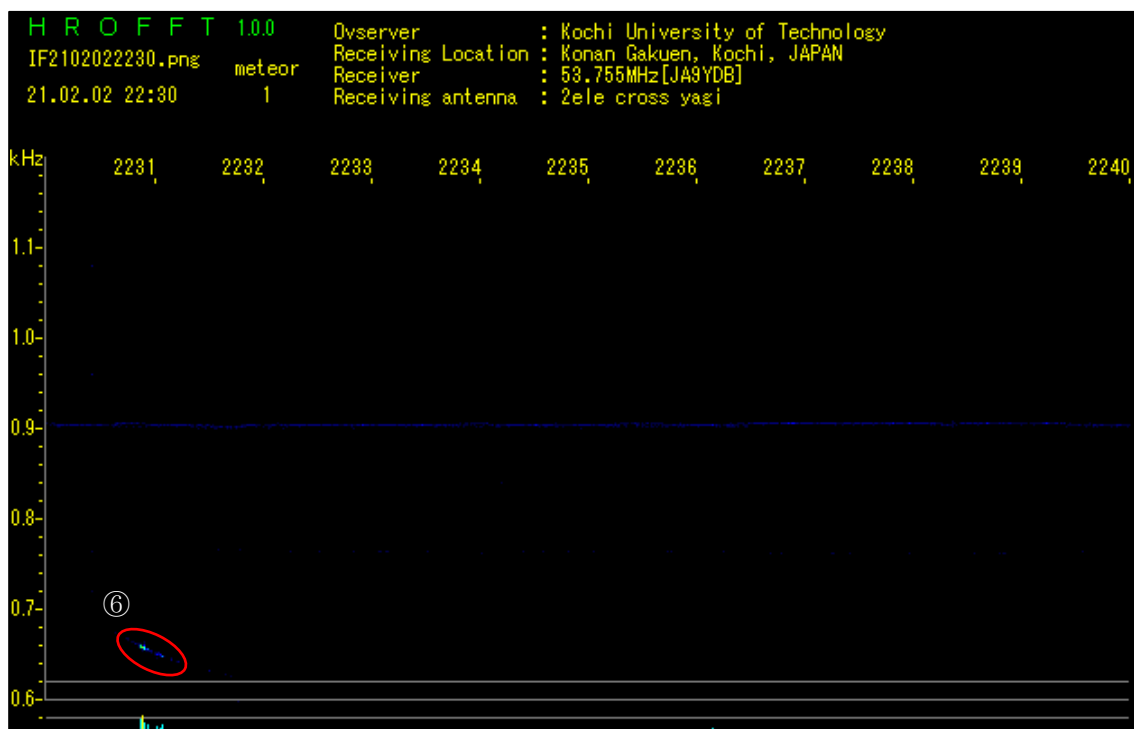 H R O F F T 1.0.0
IF2102022230.png
meteor
21.02.02 22:30 1
Ovserver : Kochi University of Technology
Receiving Location : Konan Gakuen, Kochi, JAPAN
Receiver : 53.755MHz[JA9YDB]
Receiving antenna : 2ele cross yagi
kHz 2231 2232 2233 2234 2235 2236 2237 2238 2239 2240
1.1
1.0
0.9
0.8
0.7
⑥
0.6